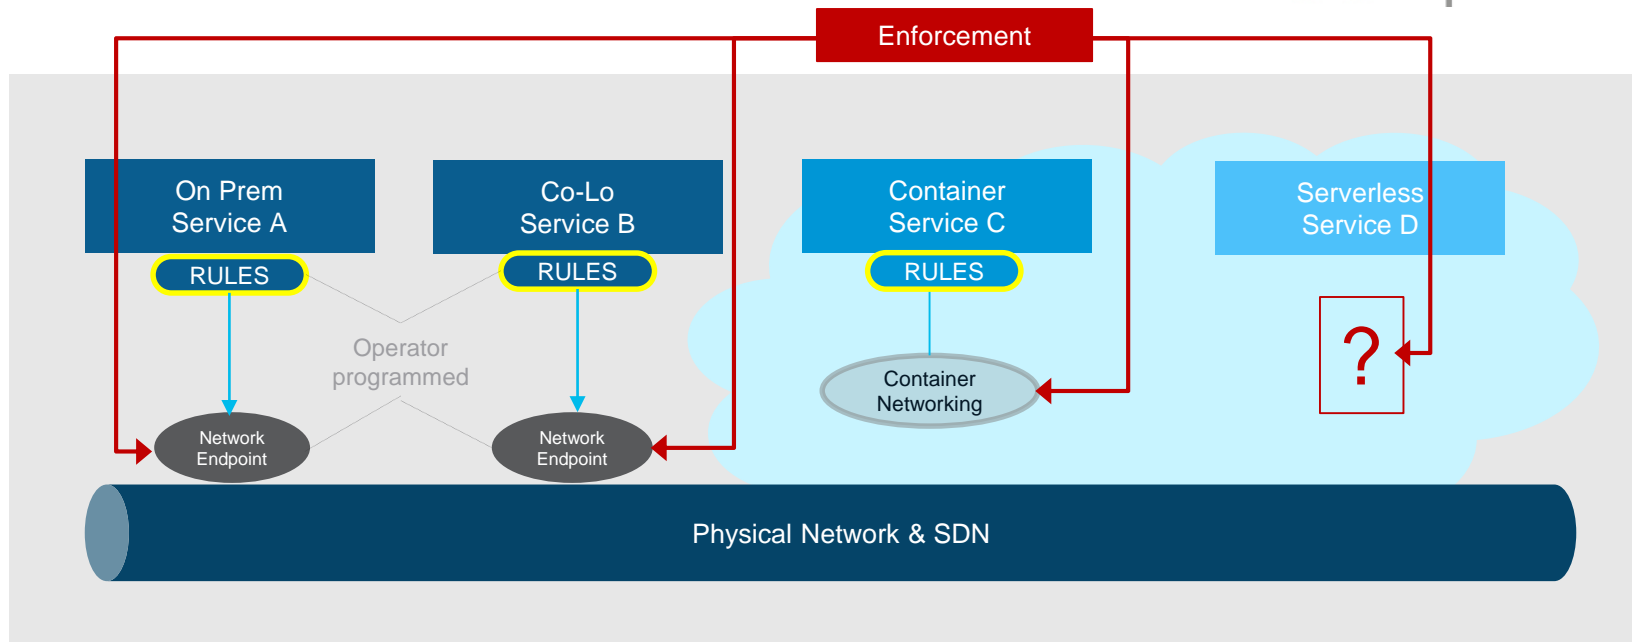 Enforcement
On Prem
Service A
Co-Lo
Service B
Container
Service C
Serverless
Service D
RULES
RULES
RULES
Operator
programmed
?
Container
Networking
Network
Endpoint
Network
Endpoint
Physical Network & SDN